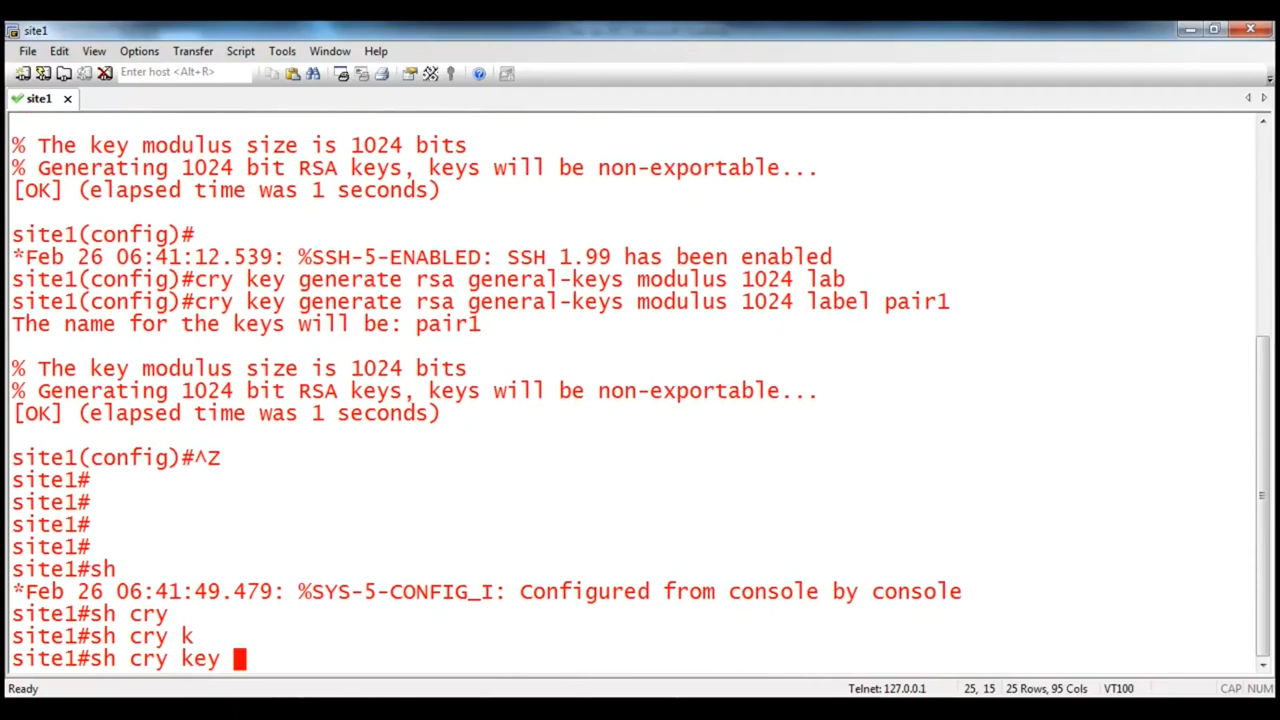 site1
File Edit View Options Transfer Script Tools Window Help
Enter host <Alt+R>
site1
% The key modulus size is 1024 bits
% Generating 1024 bit RSA keys, keys will be non-exportable...
[OK] (elapsed time was 1 seconds)
site1(config)#
*Feb 26 06:41:12.539: %SSH-5-ENABLED: SSH 1.99 has been enabled
site1(config)#cry key generate rsa general-keys modulus 1024 lab
site1(config)#cry key generate rsa general-keys modulus 1024 label pair1
The name for the keys will be: pair1
% The key modulus size is 1024 bits
% Generating 1024 bit RSA keys, keys will be non-exportable...
[OK] (elapsed time was 1 seconds)
site1(config)#^Z
site1#
site1#
site1#
site1#
site1#sh
*Feb 26 06:41:49.479: %SYS-5-CONFIG_I: Configured from console by console
site1#sh cry
site1#sh cry k
site1#sh cry key
Ready Telnet: 127.0.0.1 25, 15 25 Rows, 95 Cols VT100 CAP NUM